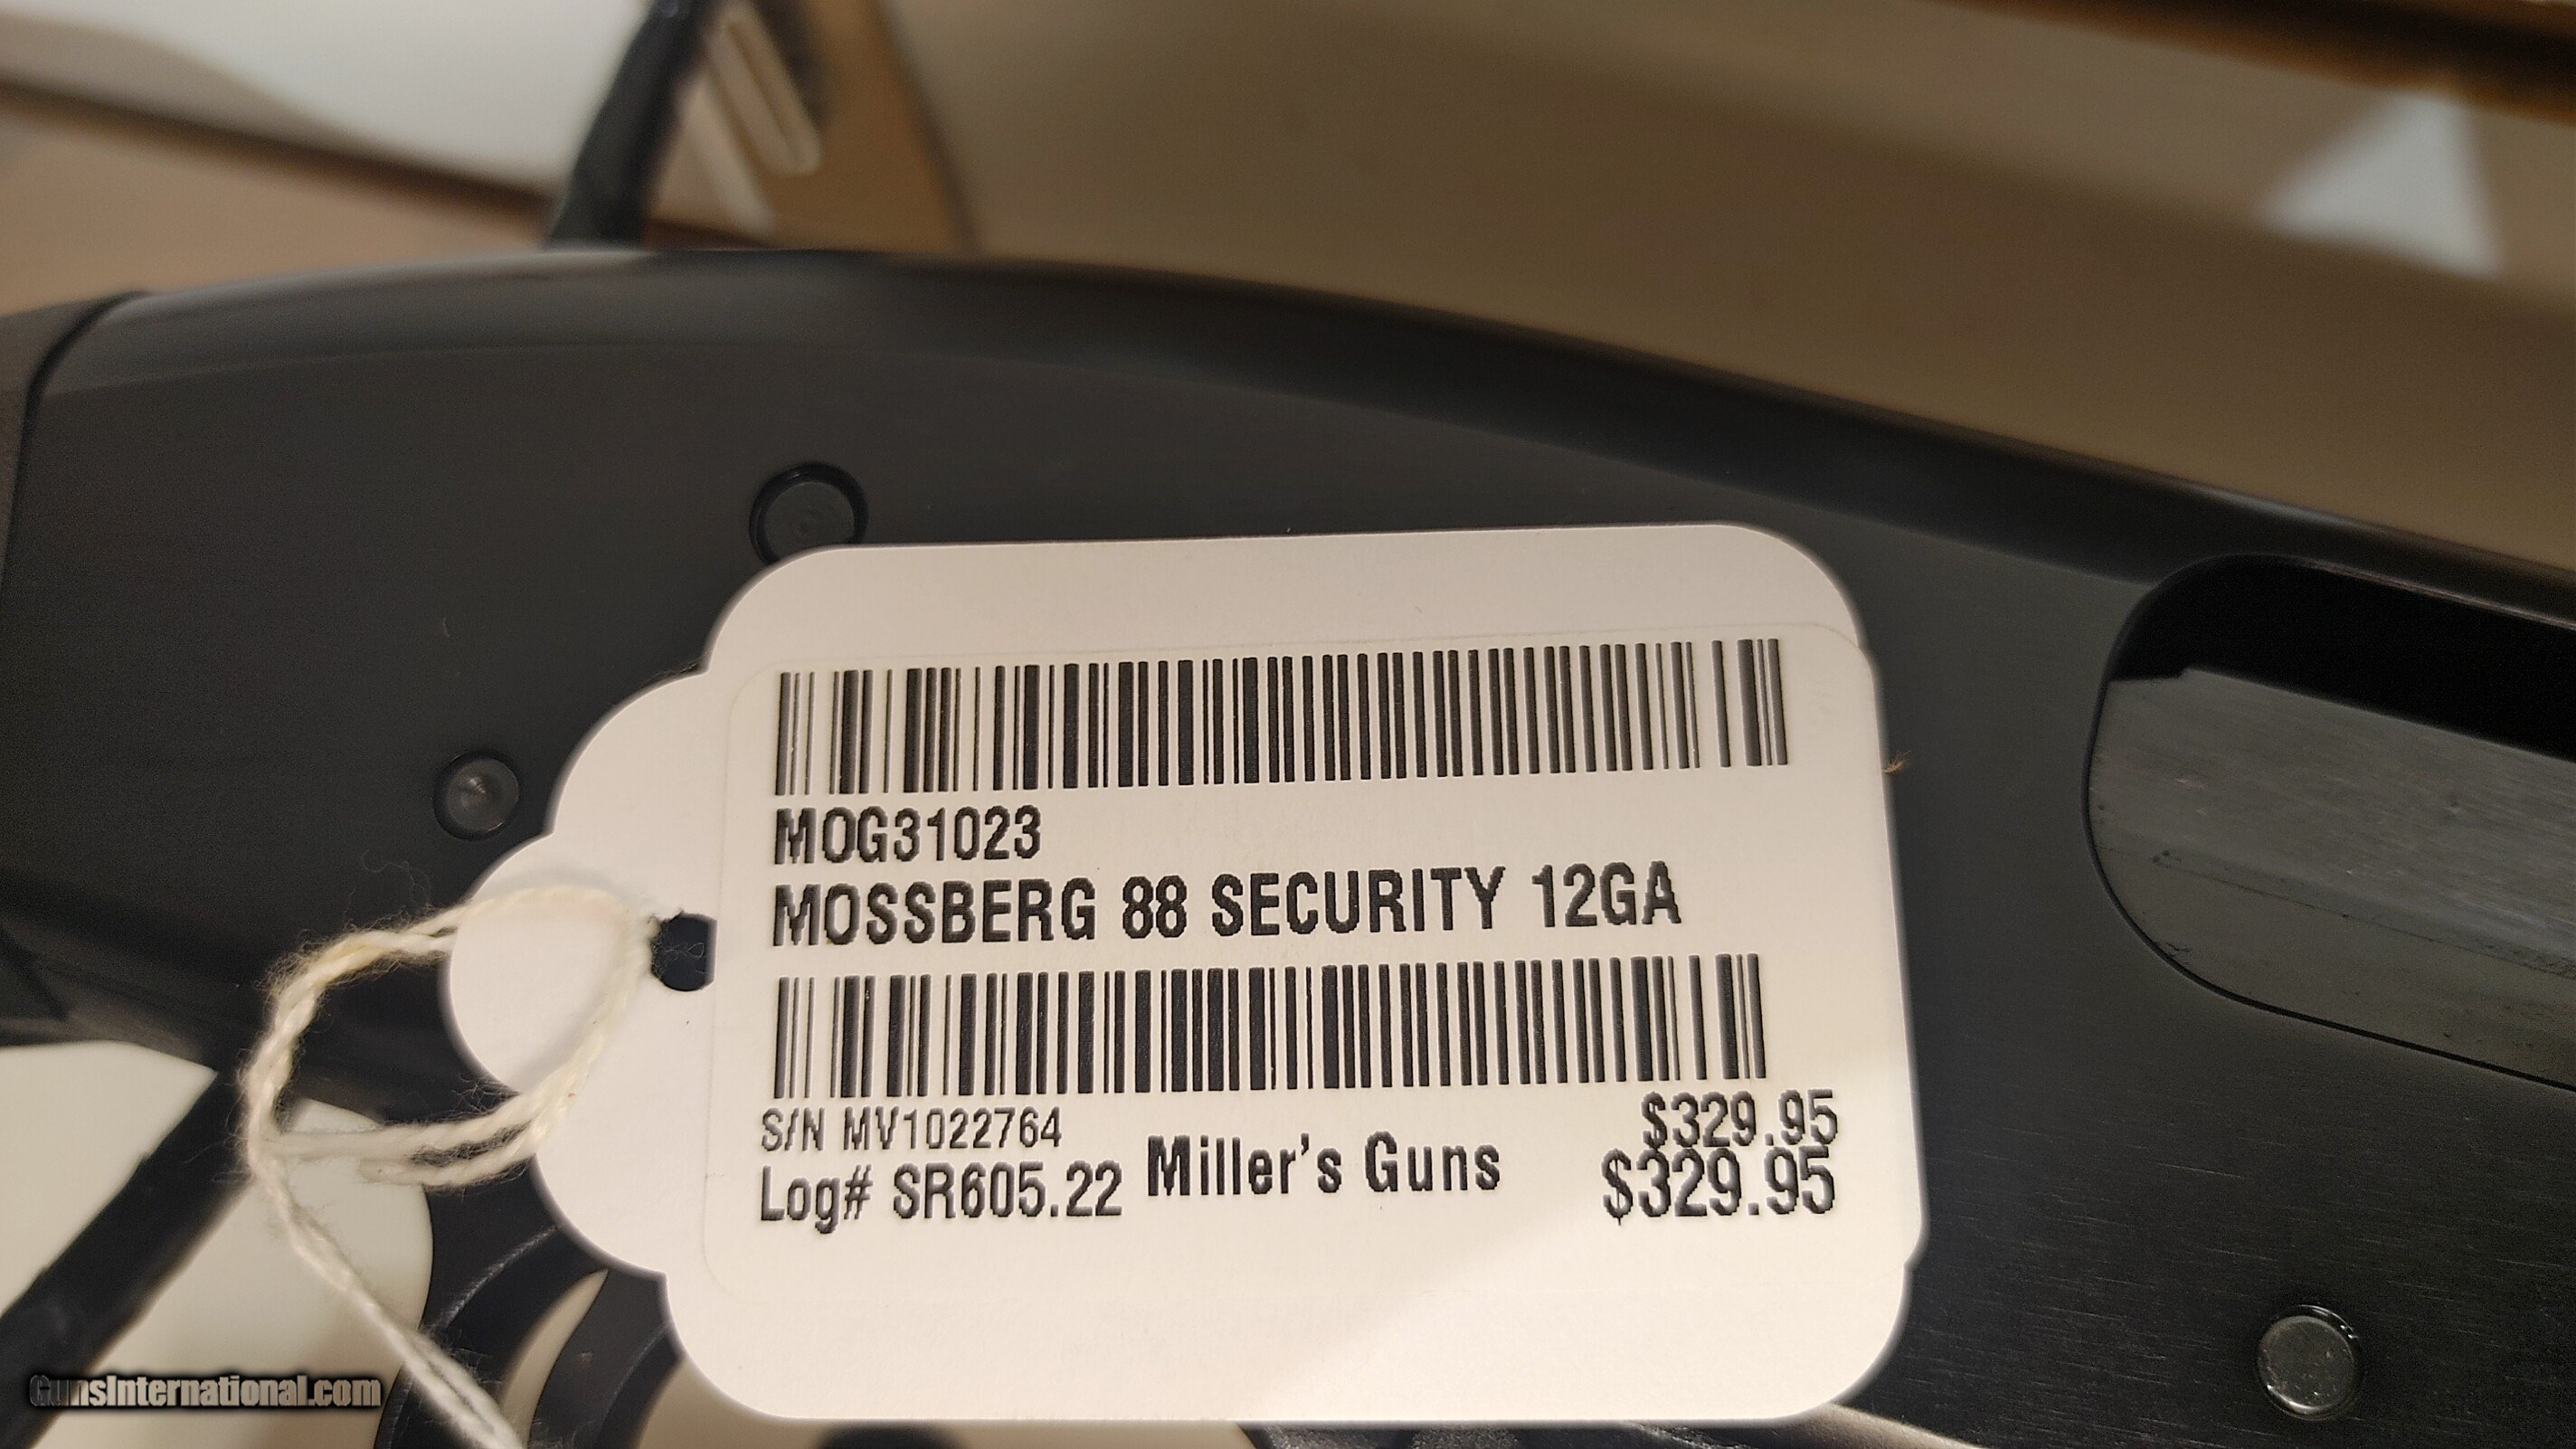 MOG31023
MOSSBERG 88 SECURITY 12GA
S/N MV1022764
$329.95
Log# SR605.22
Miller's Guns
$329.95
GunsInternational.com